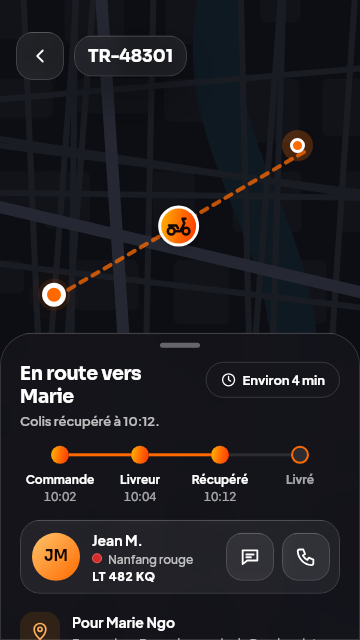 TR-48301
En route vers
Marie
Environ 4 min
Colis récupéré à 10:12.
Commande Livreur Récupéré Livré
10:02 10:04 10:12
JM
Jean M.
Nanfang rouge
LT 482 KQ
Pour Marie Ngo